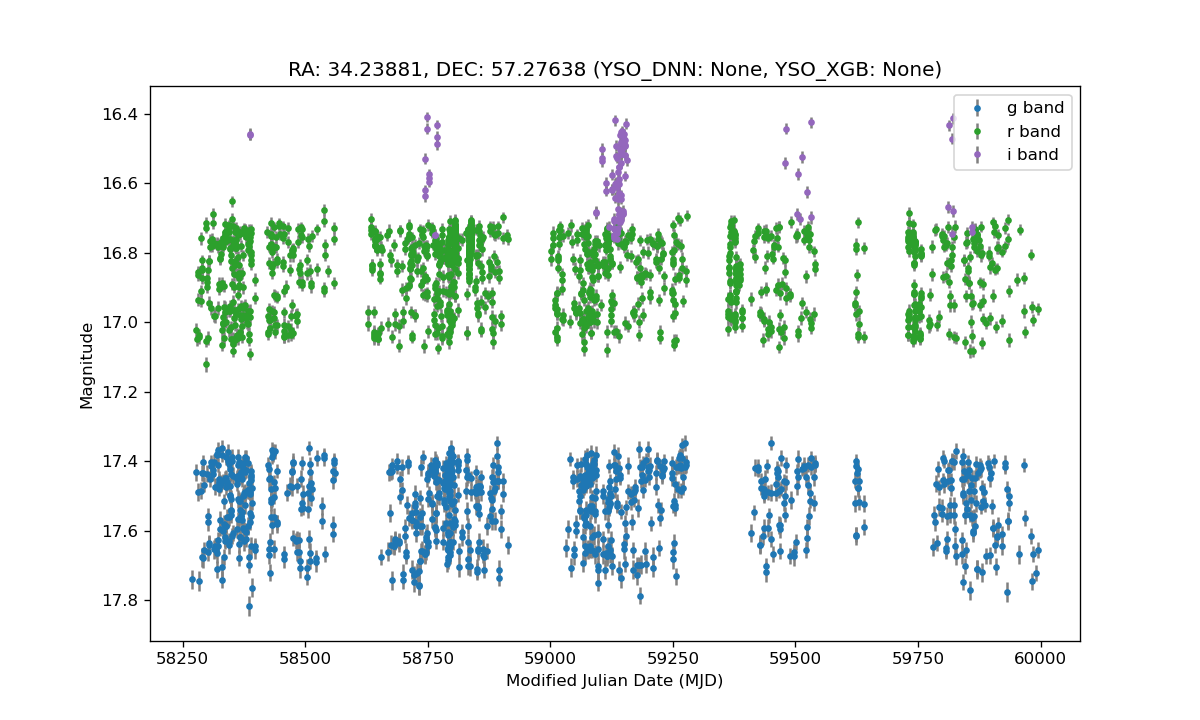 RA: 34.23881, DEC: 57.27638 (YSO_DNN: None, YSO_XGB: None)
g band
r band
i band
16.4
16.6
16.8
17.0
17.2
17.4
17.6
17.8
Magnitude
58250
58500
58750
59000
59250
59500
59750
60000
Modified Julian Date (MJD)